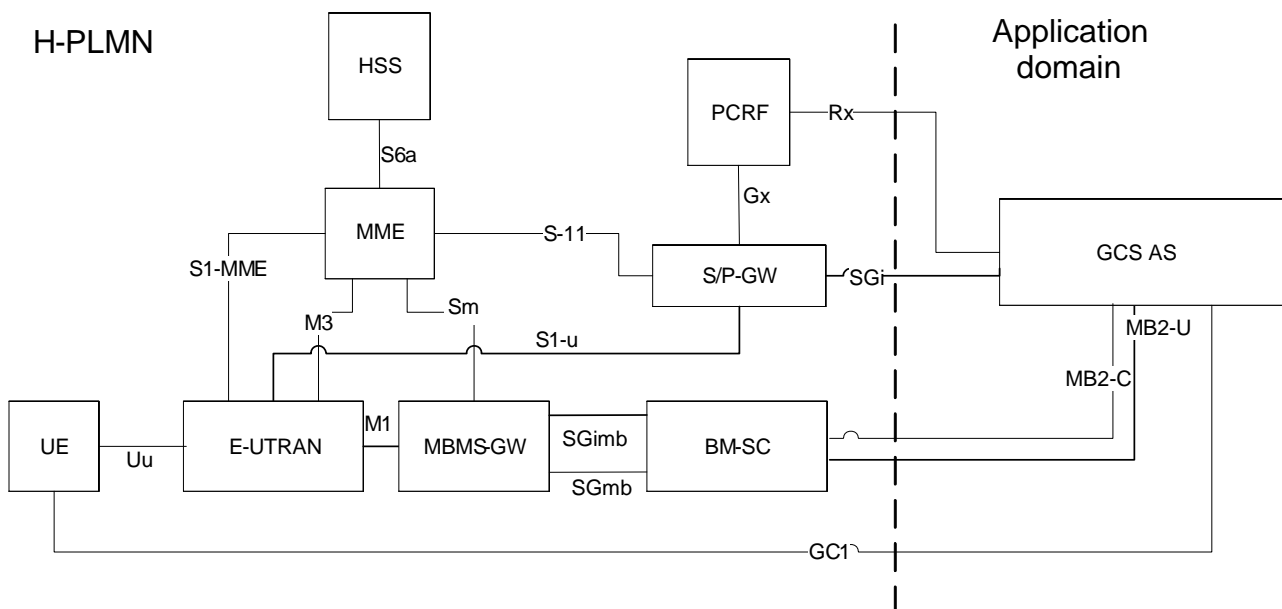 H-PLMN
Application
domain
HSS
PCRF
Rx
S6a
Gx
MME
S-11
GCS AS
S1-MME
S/P-GW
SGi
Sm
M3
S1-u
MB2-U
MB2-C
M1
UE
Uu
E-UTRAN
MBMS-GW
SGimb
SGmb
BM-SC
GC1